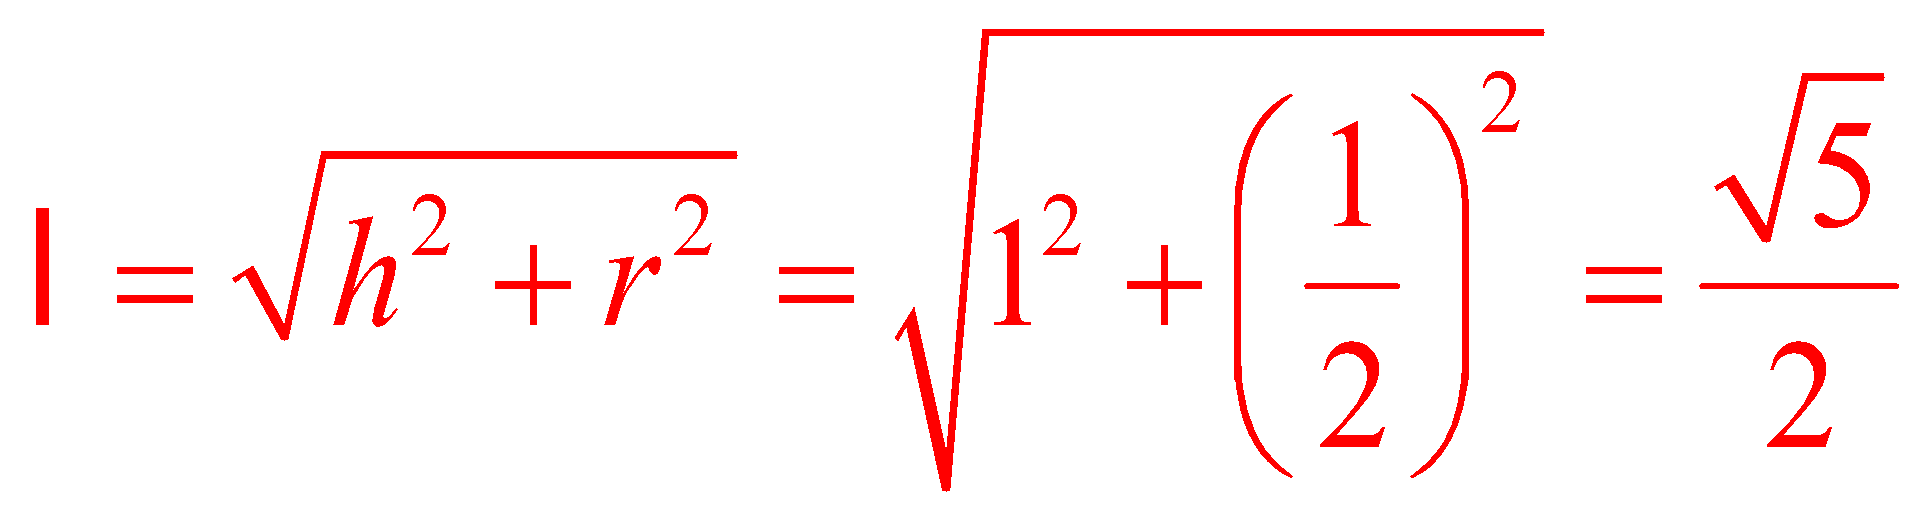 l = √(h² + r²) = √(1² + (1/2)²) = √5/2